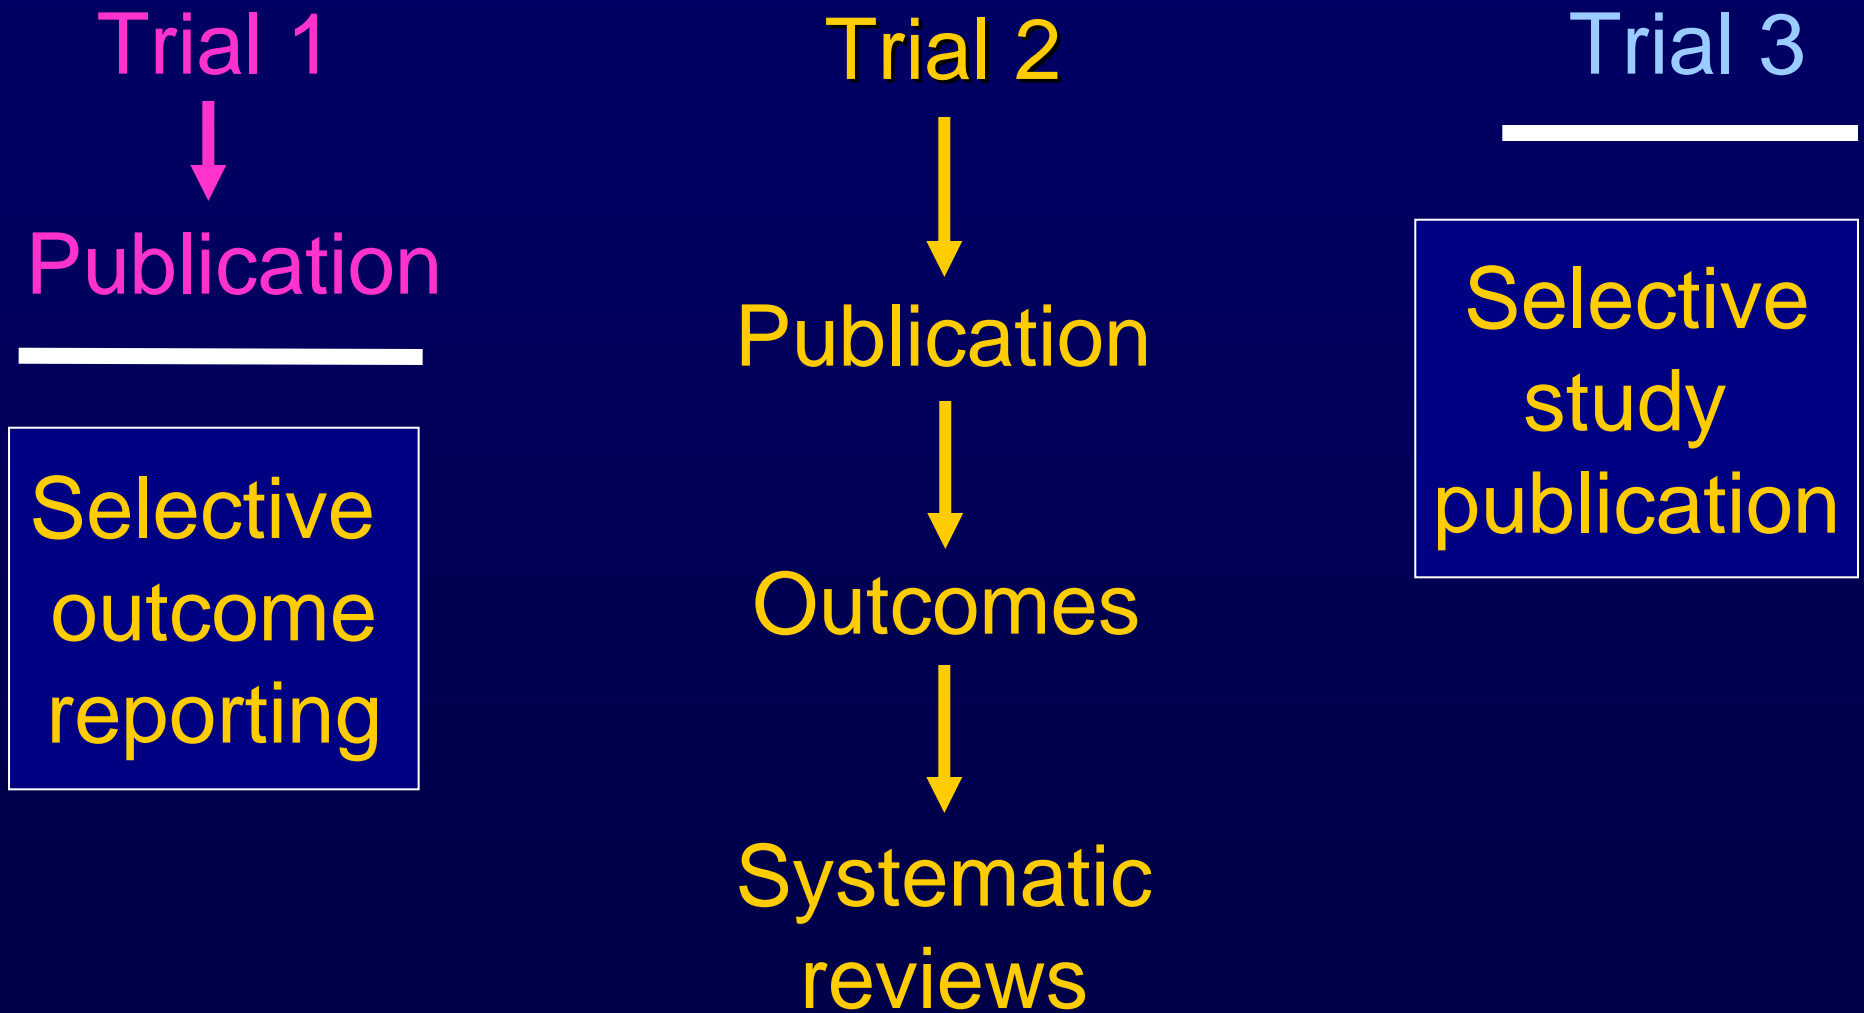 Trial 1
Publication
Selective
outcome
reporting
Trial 2
Publication
Outcomes
Systematic
reviews
Trial 3
Selective
study
publication